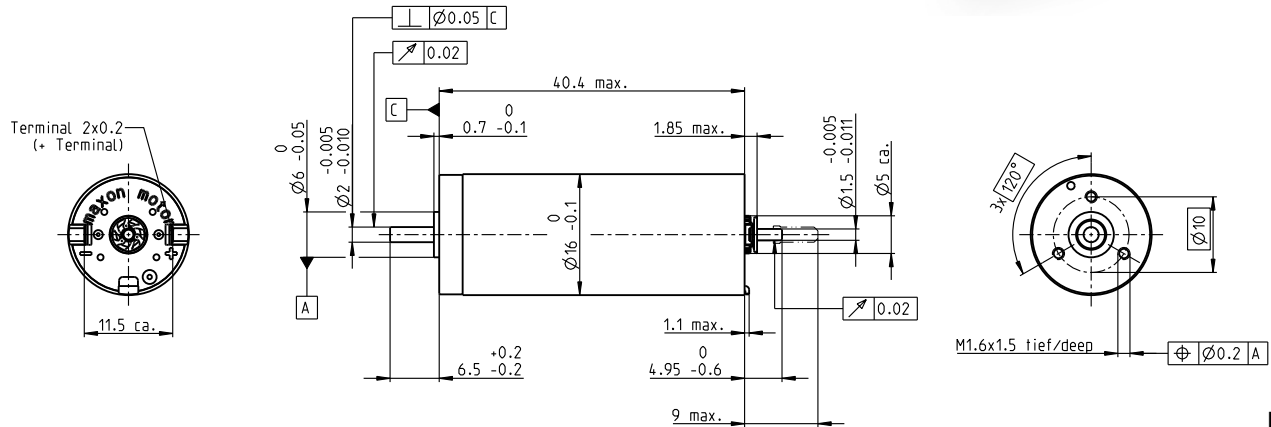 ⊥ Ø0.05 C
↗ 0.02
40.4 max.
C
0
0.7 -0.1
1.85 max.
Terminal 2x0.2
(+ Terminal)
0
Ø6 -0.05
-0.005
Ø2 -0.010
-0.005
Ø1.5 -0.011
Ø5 ca.
3x 120°
maxon motor
- +
0
Ø16 -0.1
Ø10
A
11.5 ca.
↗ 0.02
1.1 max.
M1.6x1.5 tief/deep
⌖ Ø0.2 A
+0.2
6.5 -0.2
0
4.95 -0.6
9 max.